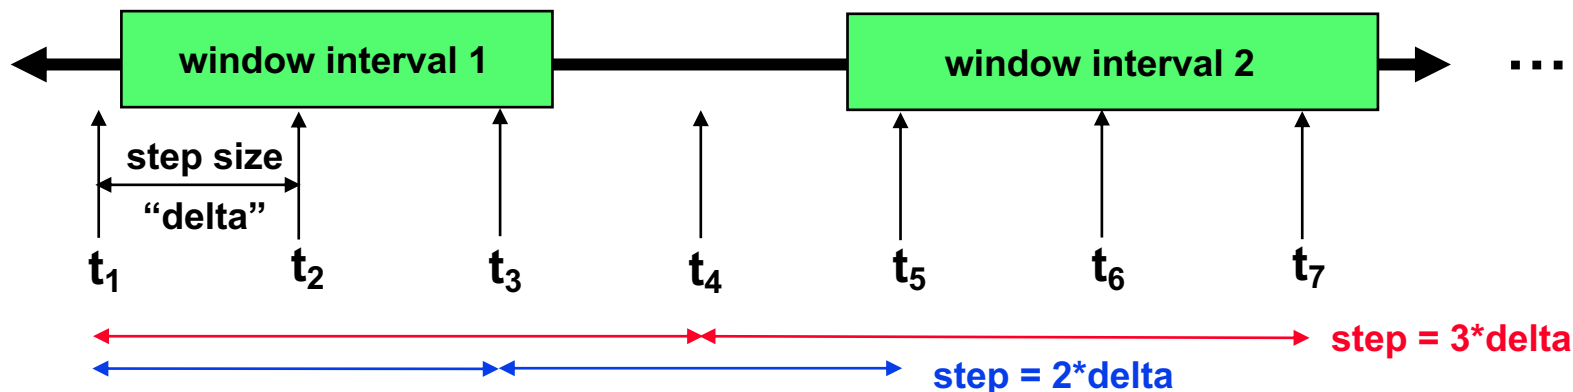 window interval 1
window interval 2
...
step size
“delta”
t1
t2
t3
t4
t5
t6
t7
step = 3*delta
step = 2*delta